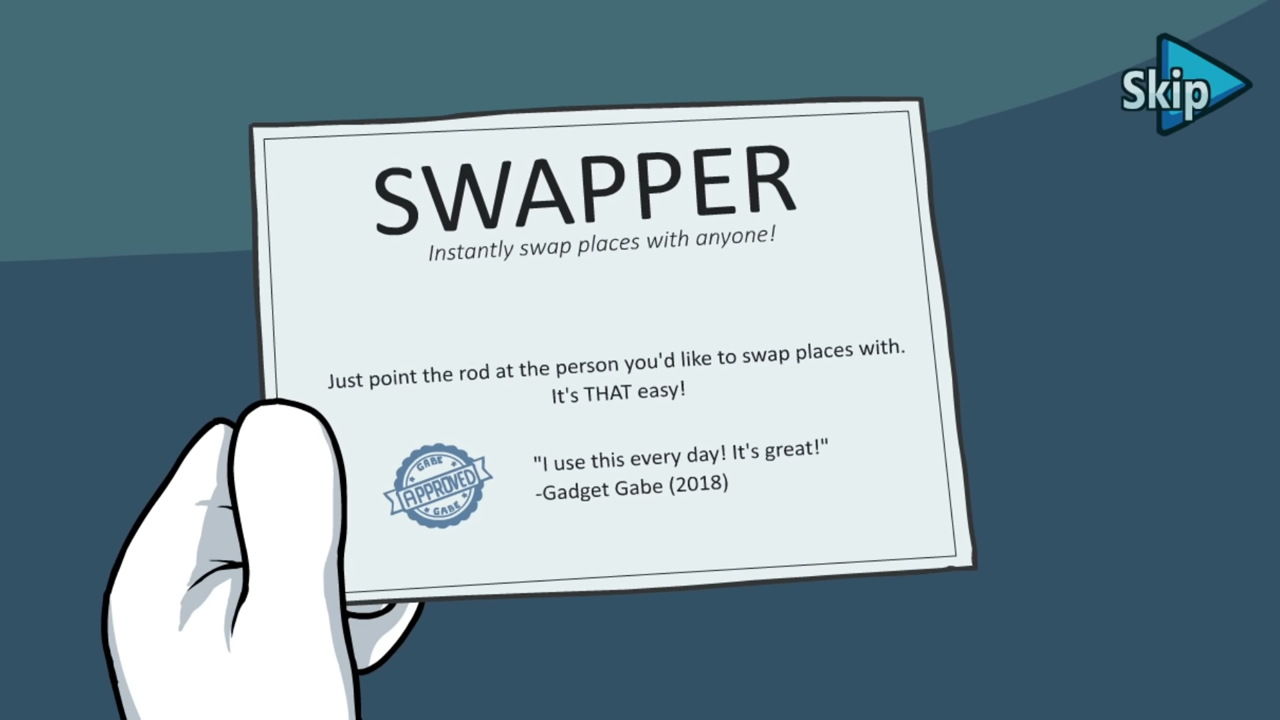 Skip
SWAPPER
Instantly swap places with anyone!
Just point the rod at the person you'd like to swap places with.
It's THAT easy!
GABE
APPROVED
GABE
"I use this every day! It's great!"
-Gadget Gabe (2018)